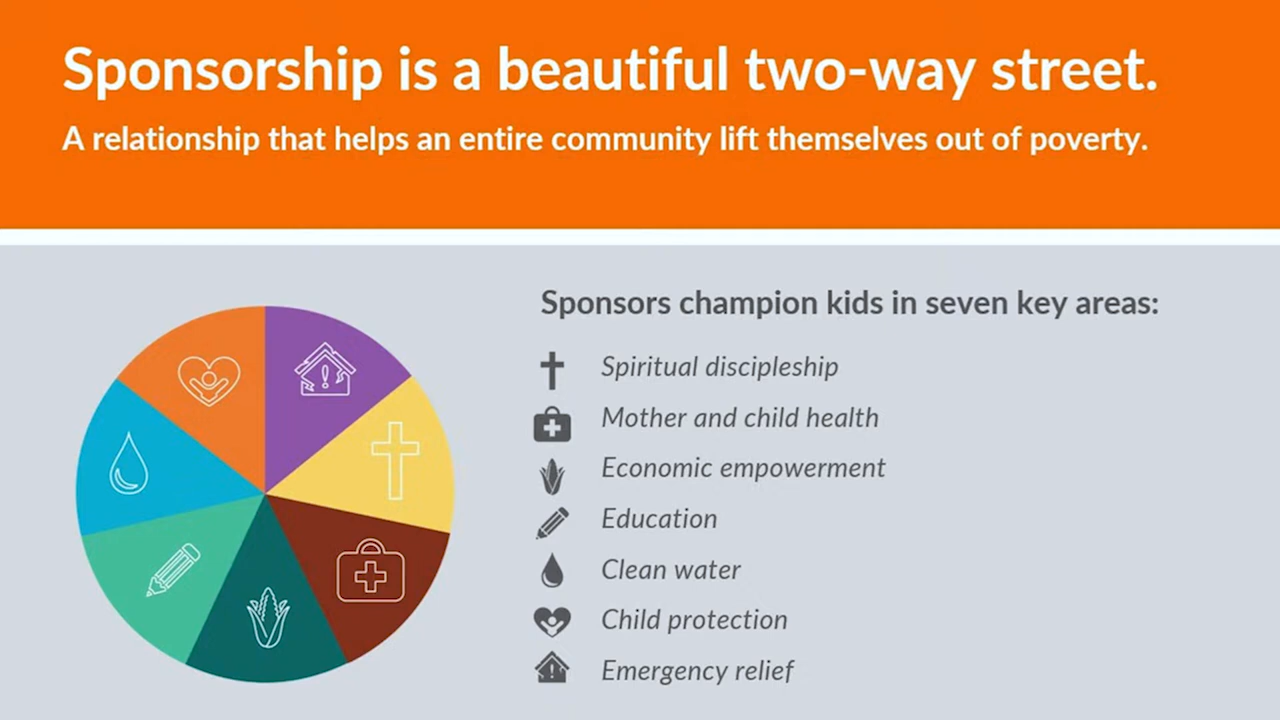 Sponsorship is a beautiful two-way street.
A relationship that helps an entire community lift themselves out of poverty.
Sponsors champion kids in seven key areas:
Spiritual discipleship
Mother and child health
Economic empowerment
Education
Clean water
Child protection
Emergency relief